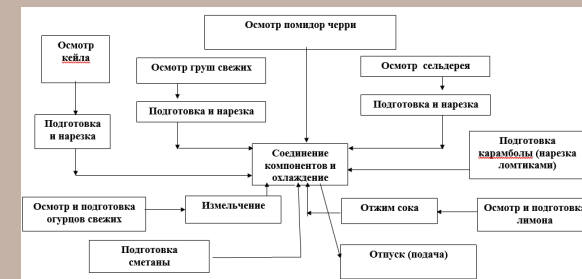 Осмотр помидор черри
Осмотр
кейла
Осмотр груш свежих
Осмотр сельдерея
Подготовка
и нарезка
Подготовка и нарезка
Подготовка и нарезка
Соединение
компонентов и
охлаждение
Подготовка
карамболы (нарезка
ломтиками)
Осмотр и подготовка
огурцов свежих
Измельчение
Отжим сока
Осмотр и подготовка
лимона
Подготовка
сметаны
Отпуск (подача)